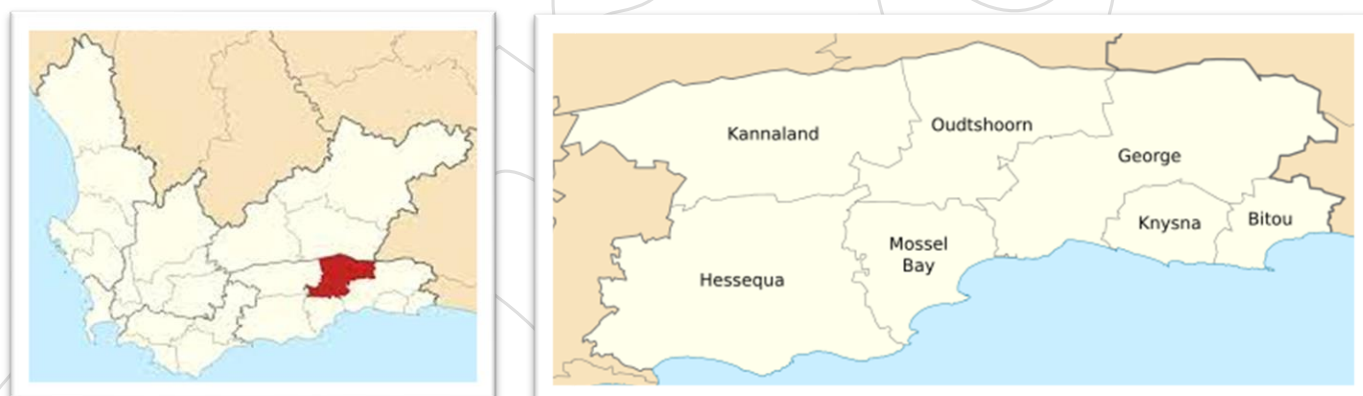 Kannaland
Oudtshoorn
George
Knysna
Bitou
Mossel
Bay
Hessequa